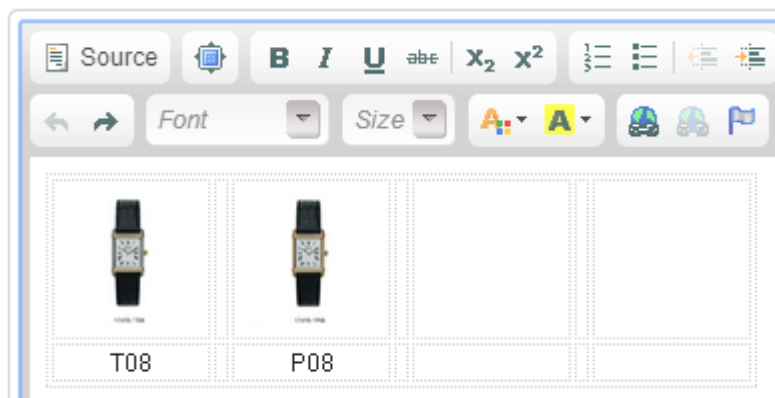 Source B I U abc X₂ X²
Font Size A A
T08 P08